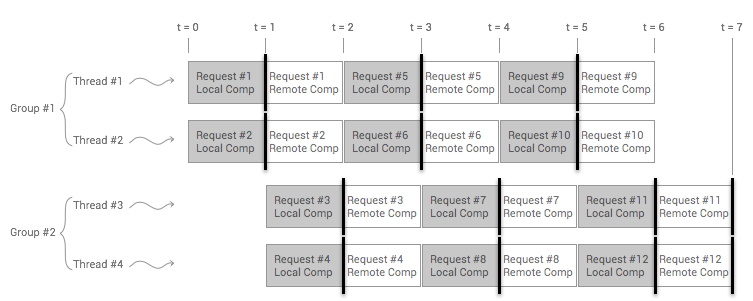 t = 0 t = 1 t = 2 t = 3 t = 4 t = 5 t = 6 t = 7
Group #1
Thread #1
Request #1 Request #1 Request #5 Request #5 Request #9 Request #9
Local Comp Remote Comp Local Comp Remote Comp Local Comp Remote Comp
Thread #2
Request #2 Request #2 Request #6 Request #6 Request #10 Request #10
Local Comp Remote Comp Local Comp Remote Comp Local Comp Remote Comp
Group #2
Thread #3
Request #3 Request #3 Request #7 Request #7 Request #11 Request #11
Local Comp Remote Comp Local Comp Remote Comp Local Comp Remote Comp
Thread #4
Request #4 Request #4 Request #8 Request #8 Request #12 Request #12
Local Comp Remote Comp Local Comp Remote Comp Local Comp Remote Comp